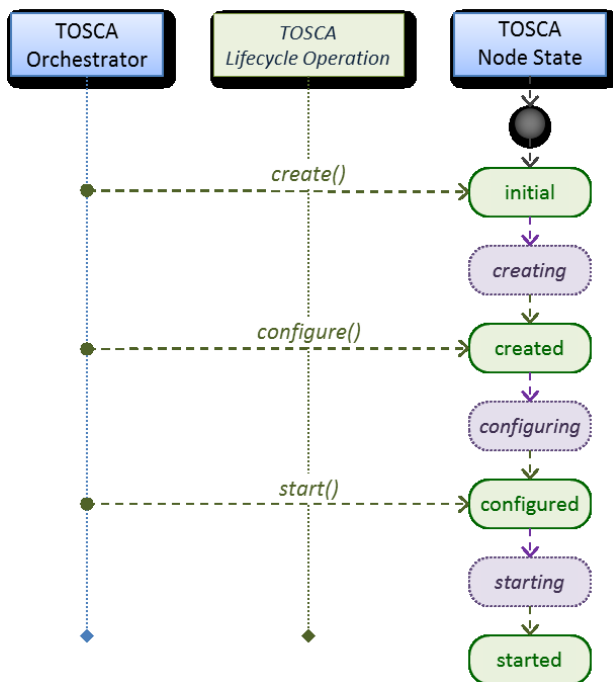 TOSCA
Orchestrator
TOSCA
Lifecycle Operation
TOSCA
Node State
create()
initial
creating
configure()
created
configuring
start()
configured
starting
started